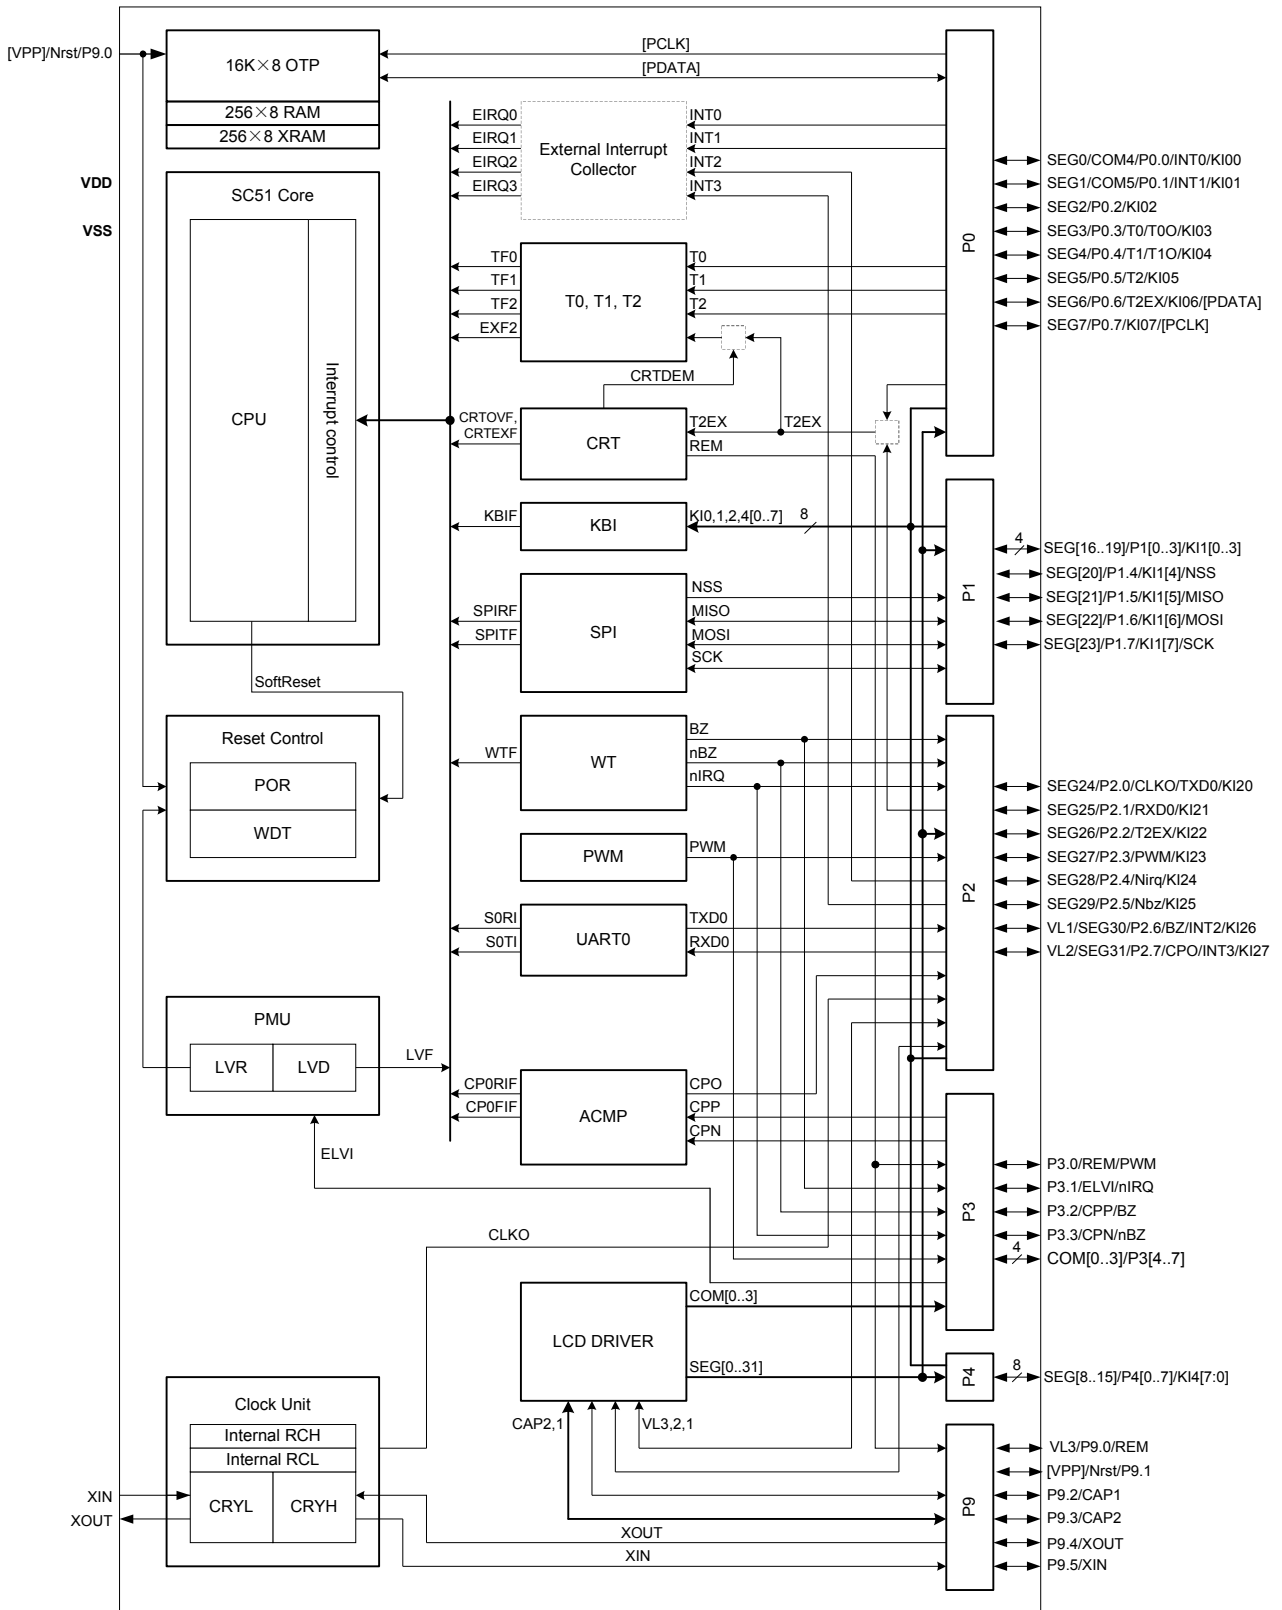 [VPP]/Nrst/P9.0
16K×8 OTP
256×8 RAM
256×8 XRAM
[PCLK]
[PDATA]
VDD
VSS
SC51 Core
CPU
Interrupt control
SoftReset
Reset Control
POR
WDT
PMU
LVR
LVD
LVF
ELVI
Clock Unit
Internal RCH
Internal RCL
CRYL
CRYH
XIN
XOUT
CLKO
XOUT
XIN
EIRQ0
EIRQ1
EIRQ2
EIRQ3
External Interrupt
Collector
INT0
INT1
INT2
INT3
TF0
TF1
TF2
EXF2
T0, T1, T2
T0
T1
T2
CRTDEM
CRTOVF,
CRTEXF
CRT
T2EX
T2EX
REM
KBIF
KBI
KI0,1,2,4[0..7]
8
SPIRF
SPITF
SPI
NSS
MISO
MOSI
SCK
WTF
WT
BZ
nBZ
nIRQ
PWM
PWM
S0RI
S0TI
UART0
TXD0
RXD0
CP0RIF
CP0FIF
ACMP
CPO
CPP
CPN
LCD DRIVER
COM[0..3]
SEG[0..31]
CAP2,1
VL3,2,1
P0
SEG0/COM4/P0.0/INT0/KI00
SEG1/COM5/P0.1/INT1/KI01
SEG2/P0.2/KI02
SEG3/P0.3/T0/T0O/KI03
SEG4/P0.4/T1/T1O/KI04
SEG5/P0.5/T2/KI05
SEG6/P0.6/T2EX/KI06/[PDATA]
SEG7/P0.7/KI07/[PCLK]
P1
4
SEG[16..19]/P1[0..3]/KI1[0..3]
SEG[20]/P1.4/KI1[4]/NSS
SEG[21]/P1.5/KI1[5]/MISO
SEG[22]/P1.6/KI1[6]/MOSI
SEG[23]/P1.7/KI1[7]/SCK
P2
SEG24/P2.0/CLKO/TXD0/KI20
SEG25/P2.1/RXD0/KI21
SEG26/P2.2/T2EX/KI22
SEG27/P2.3/PWM/KI23
SEG28/P2.4/Nirq/KI24
SEG29/P2.5/Nbz/KI25
VL1/SEG30/P2.6/BZ/INT2/KI26
VL2/SEG31/P2.7/CPO/INT3/KI27
P3
P3.0/REM/PWM
P3.1/ELVI/nIRQ
P3.2/CPP/BZ
P3.3/CPN/nBZ
4
COM[0..3]/P3[4..7]
P4
8
SEG[8..15]/P4[0..7]/KI4[7:0]
P9
VL3/P9.0/REM
[VPP]/Nrst/P9.1
P9.2/CAP1
P9.3/CAP2
P9.4/XOUT
P9.5/XIN